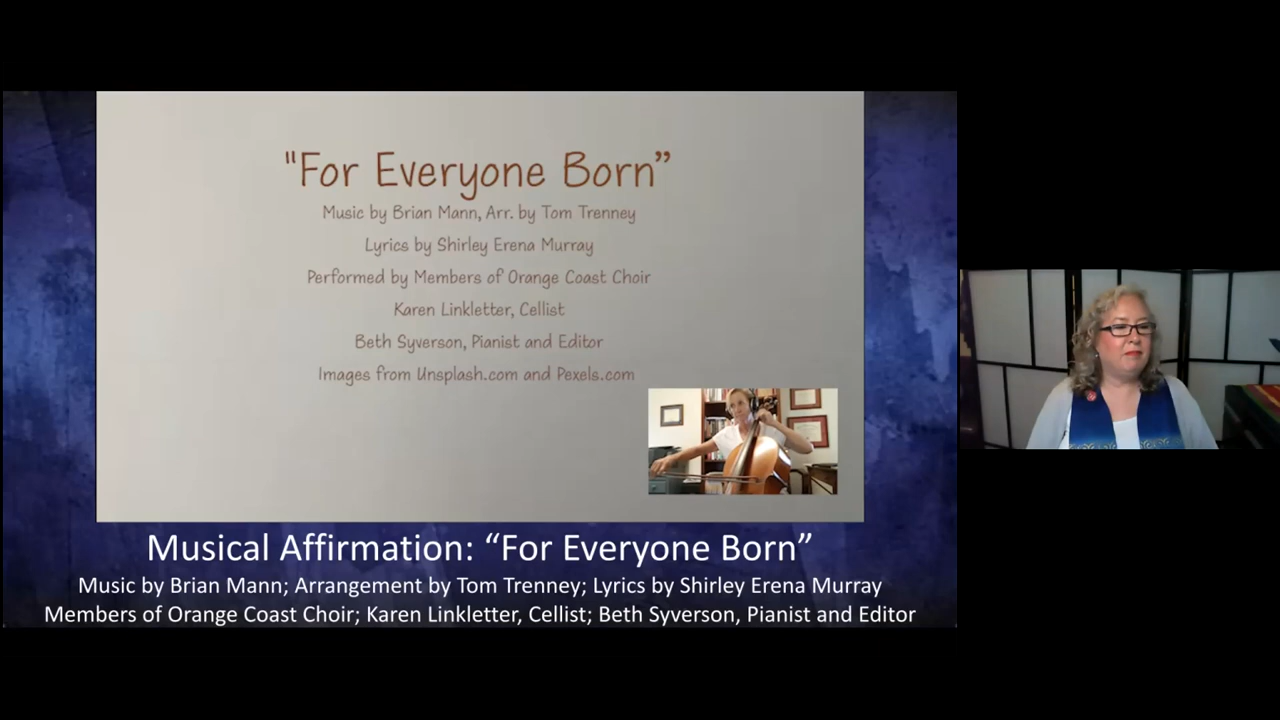 "For Everyone Born”
Music by Brian Mann, Arr. by Tom Trenney
Lyrics by Shirley Erena Murray
Performed by Members of Orange Coast Choir
Karen Linkletter, Cellist
Beth Syverson, Pianist and Editor
Images from Unsplash.com and Pexels.com
Musical Affirmation: “For Everyone Born”
Music by Brian Mann; Arrangement by Tom Trenney; Lyrics by Shirley Erena Murray
Members of Orange Coast Choir; Karen Linkletter, Cellist; Beth Syverson, Pianist and Editor